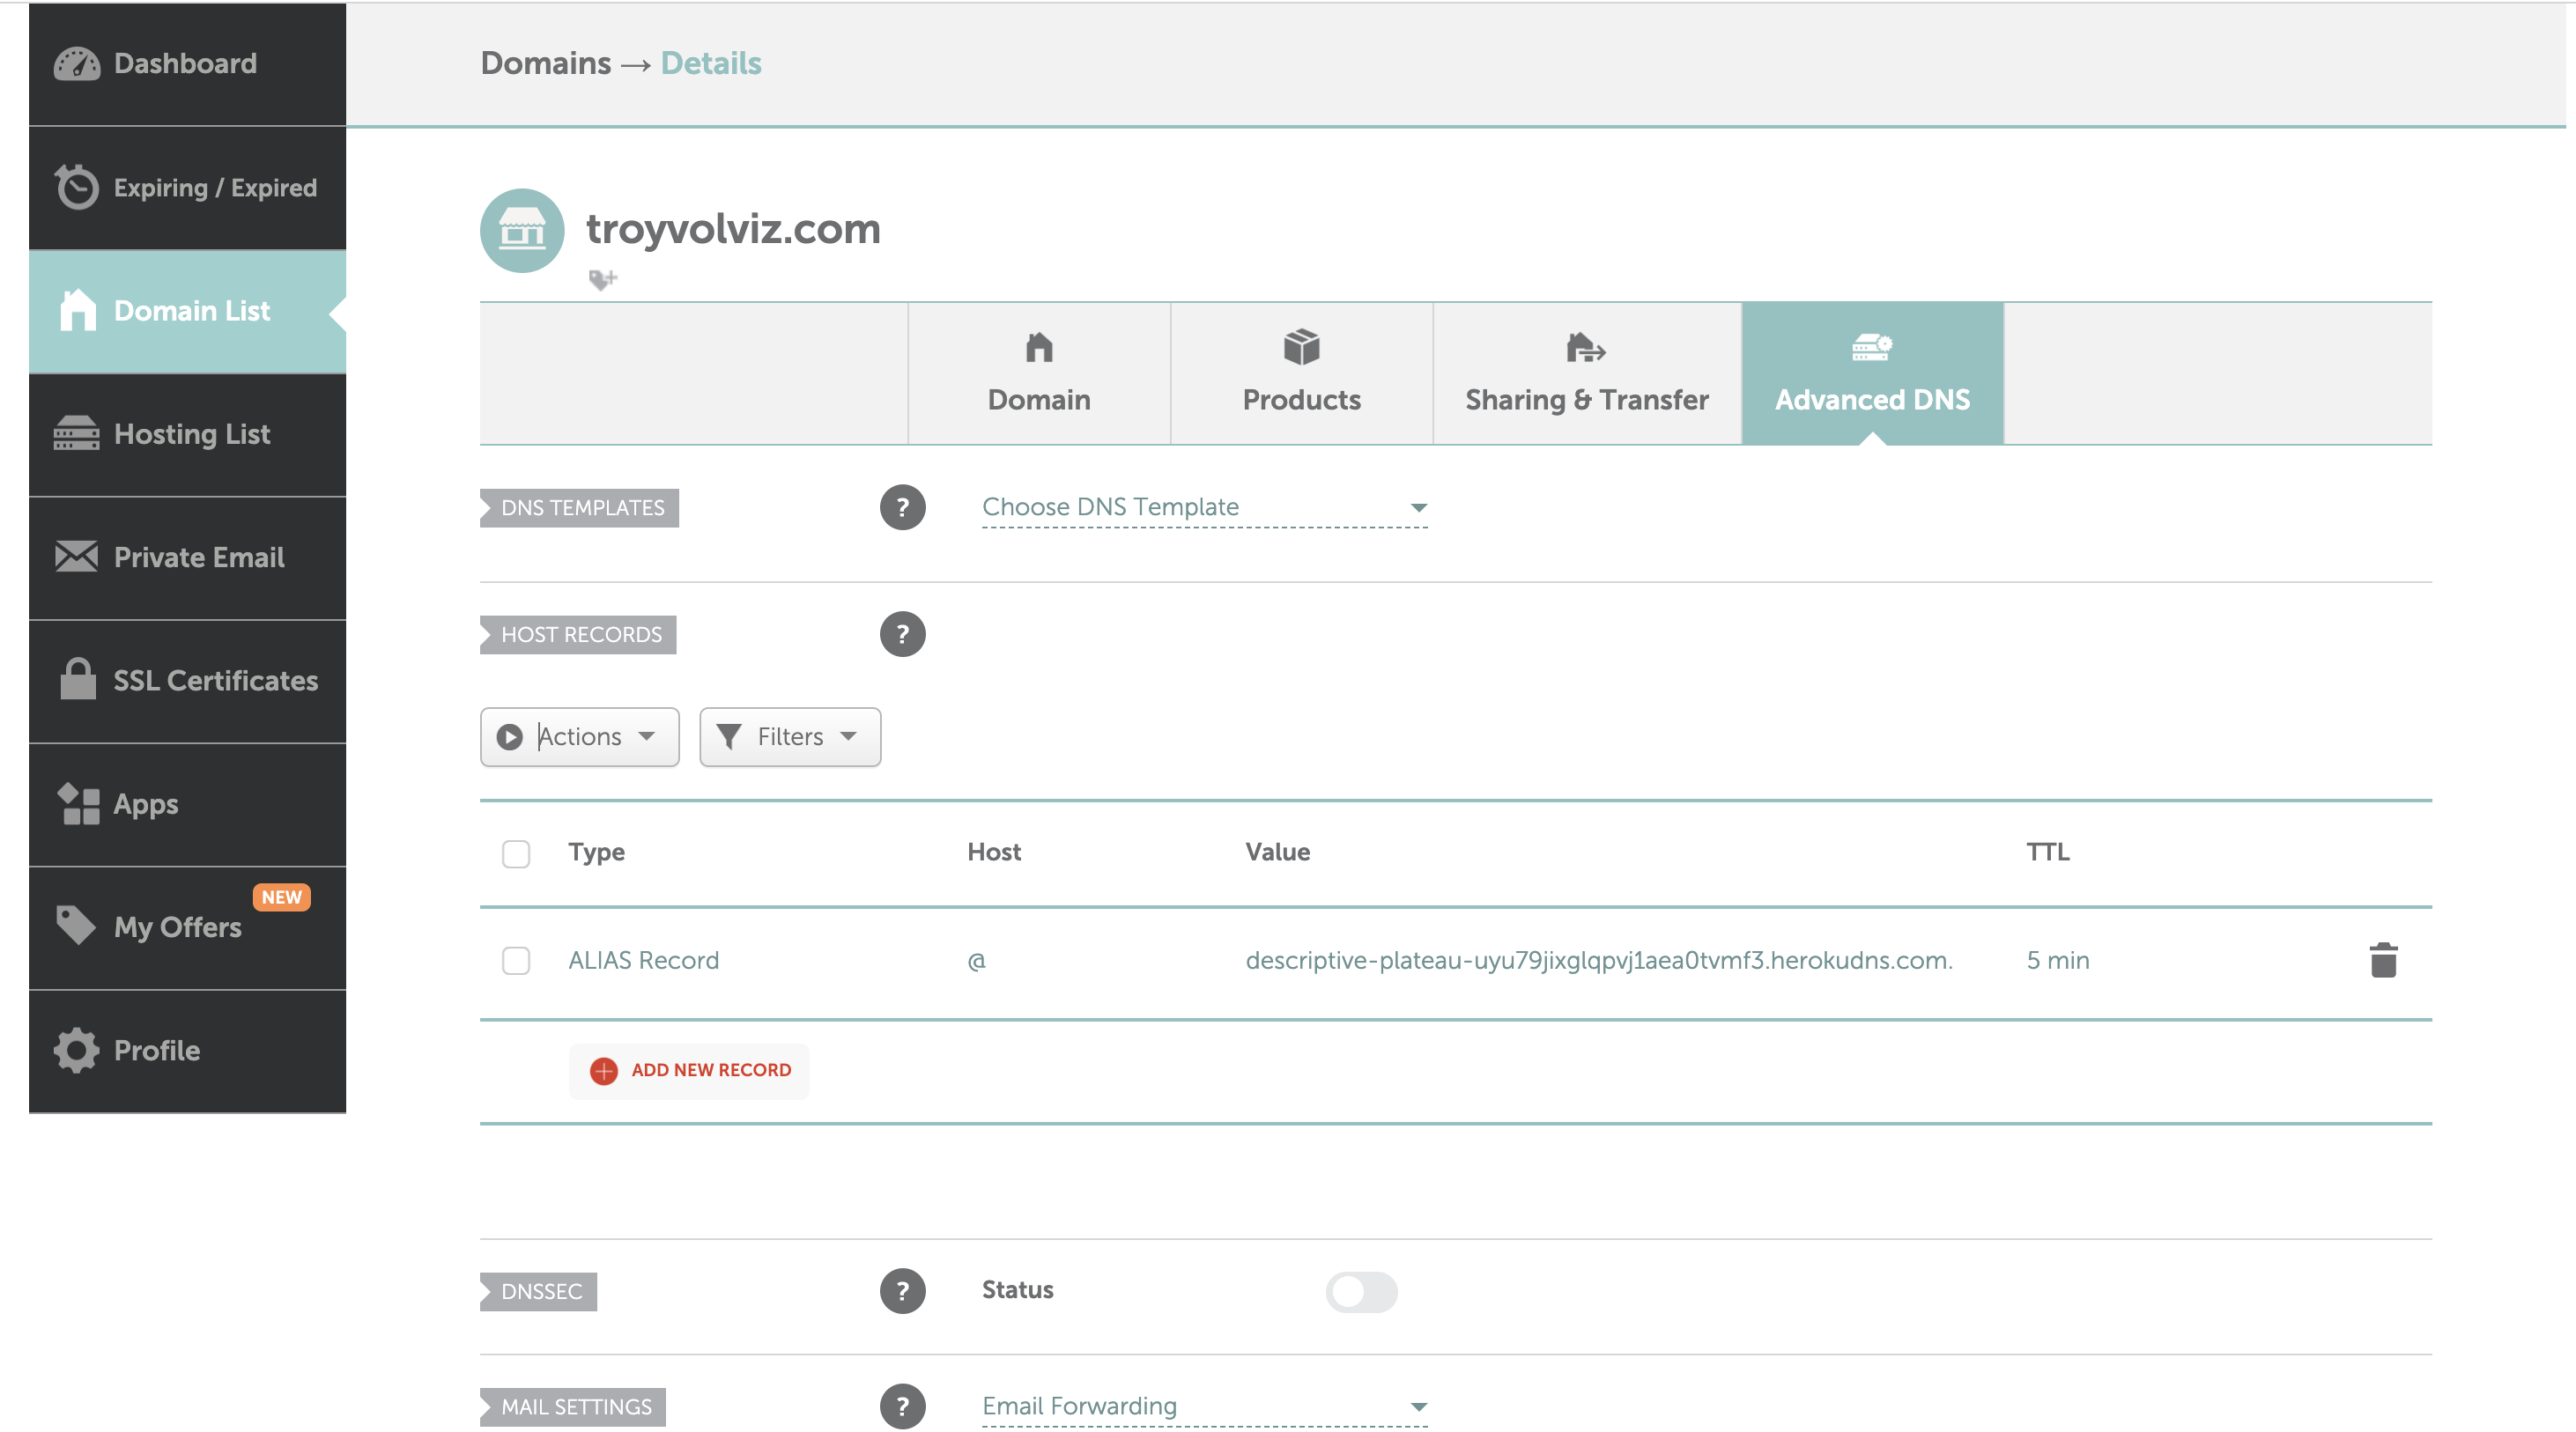 Dashboard
Expiring / Expired
Domain List
Hosting List
Private Email
SSL Certificates
Apps
NEW
My Offers
Profile
Domains → Details
troyvolviz.com
Domain
Products
Sharing & Transfer
Advanced DNS
DNS TEMPLATES ? Choose DNS Template
HOST RECORDS ?
Actions Filters
Type Host Value TTL
ALIAS Record @ descriptive-plateau-uyu79jixglqpvj1aea0tvmf3.herokudns.com. 5 min
ADD NEW RECORD
DNSSEC ? Status
MAIL SETTINGS ? Email Forwarding